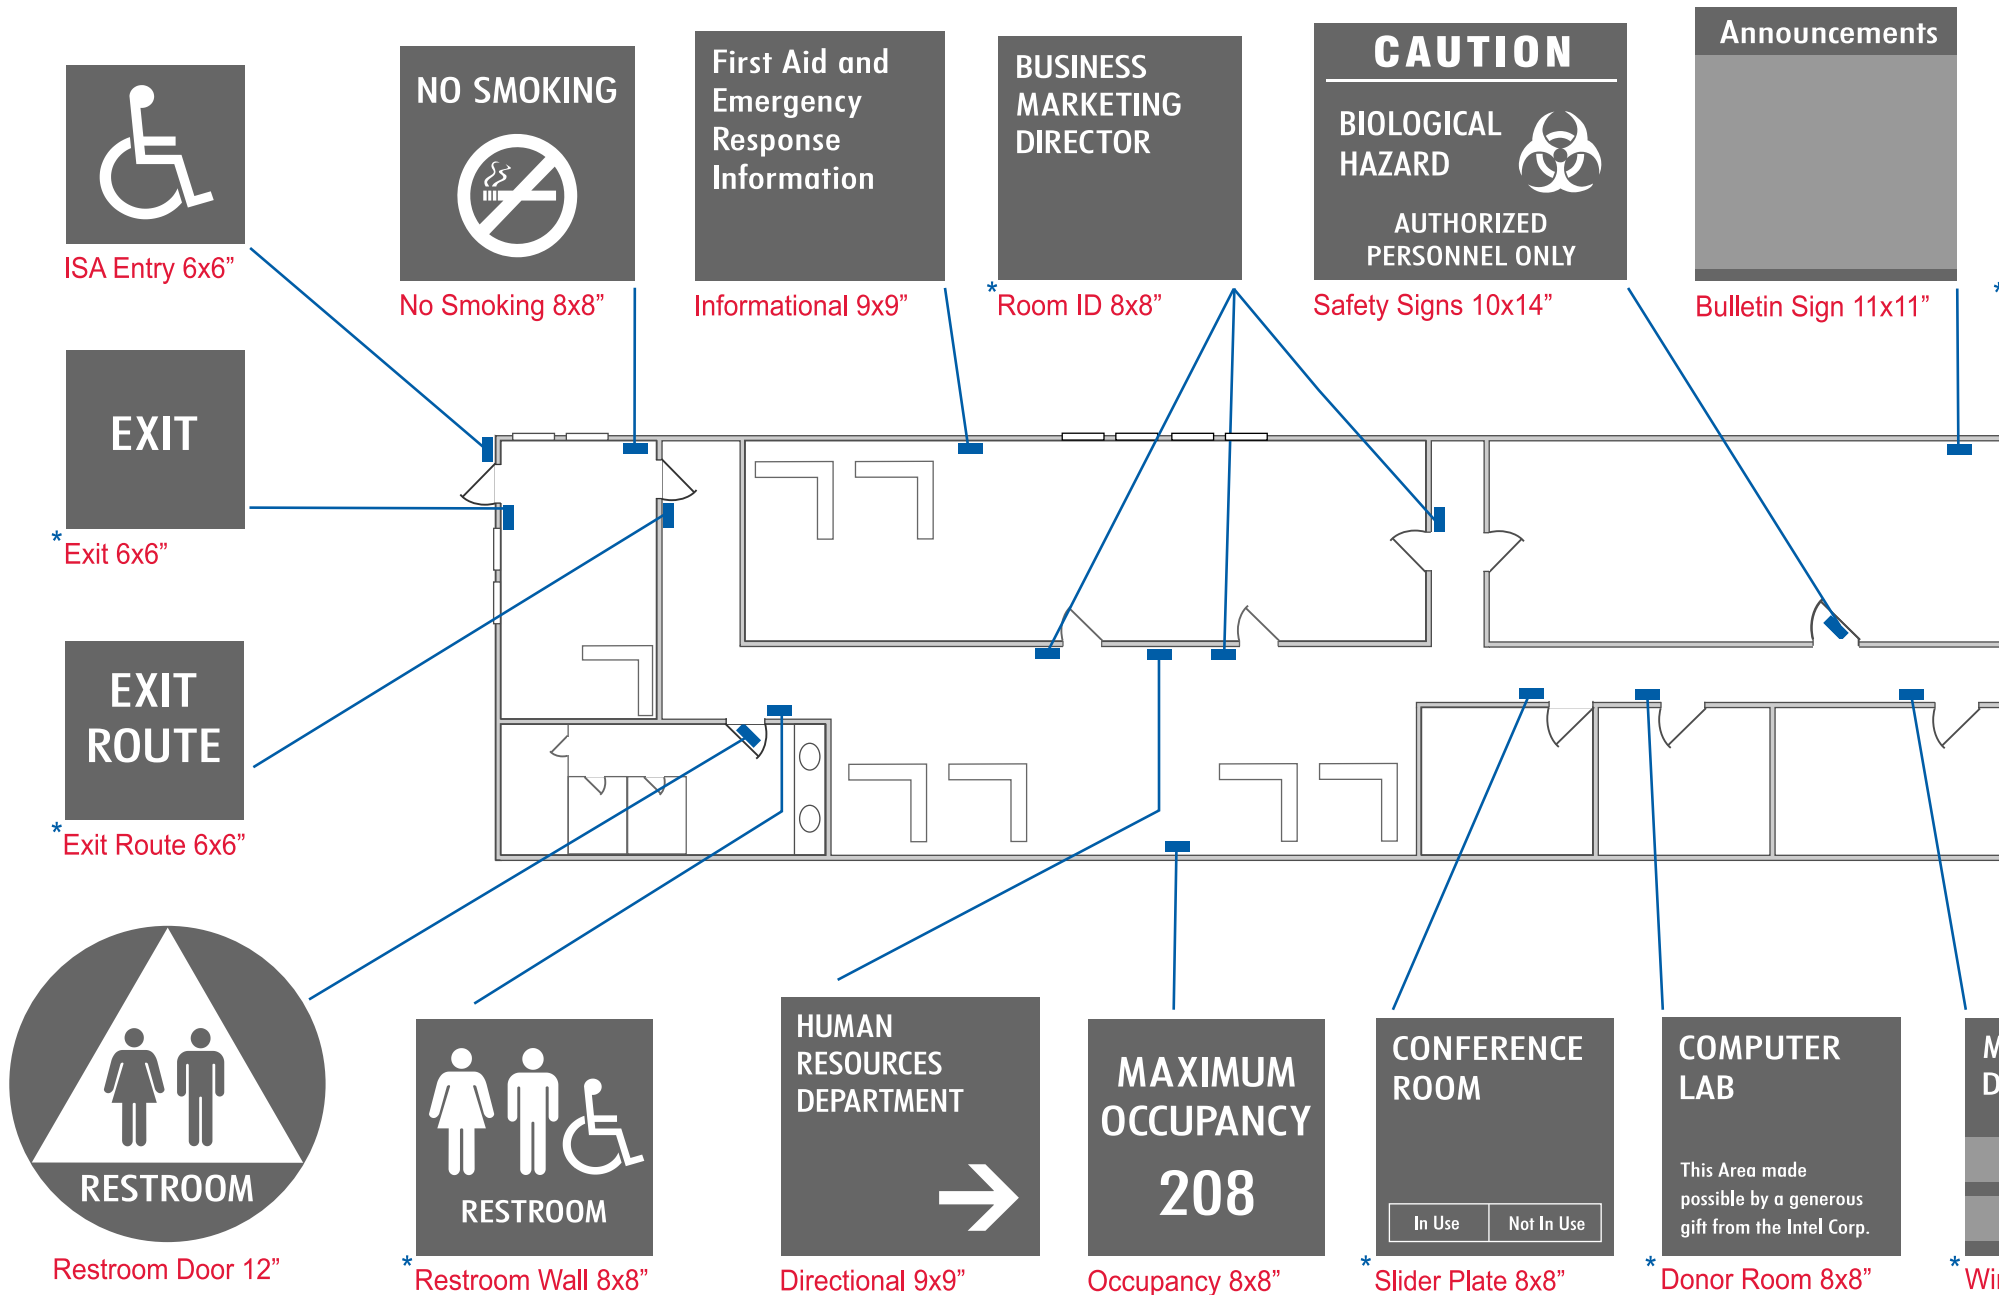 NO SMOKING
First Aid and
Emergency
Response
Information
BUSINESS
MARKETING
DIRECTOR
CAUTION
BIOLOGICAL
HAZARD
AUTHORIZED
PERSONNEL ONLY
Announcements
ISA Entry 6x6”
No Smoking 8x8”
Informational 9x9”
*Room ID 8x8”
Safety Signs 10x14”
Bulletin Sign 11x11”
*
EXIT
*Exit 6x6”
EXIT
ROUTE
*Exit Route 6x6”
RESTROOM
Restroom Door 12”
RESTROOM
*Restroom Wall 8x8”
HUMAN
RESOURCES
DEPARTMENT
Directional 9x9”
MAXIMUM
OCCUPANCY
208
Occupancy 8x8”
CONFERENCE
ROOM
In Use
Not In Use
*Slider Plate 8x8”
COMPUTER
LAB
This Area made
possible by a generous
gift from the Intel Corp.
*Donor Room 8x8”